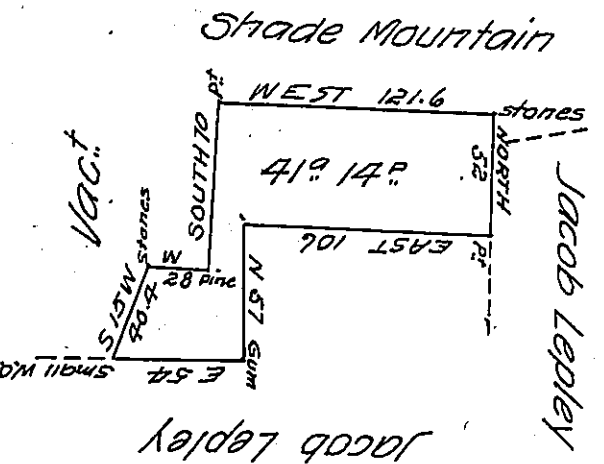 Shade Mountain
pt
WEST 121.6
stones
Vac.t
SOUTH 70
41a 14p
NORTH
52
stones
W
28 pine
EAST 106
pt
S 15 W
40.4
N 57 Gum
Small W.O.
E 54
Jacob Lepley
Jacob Lepley